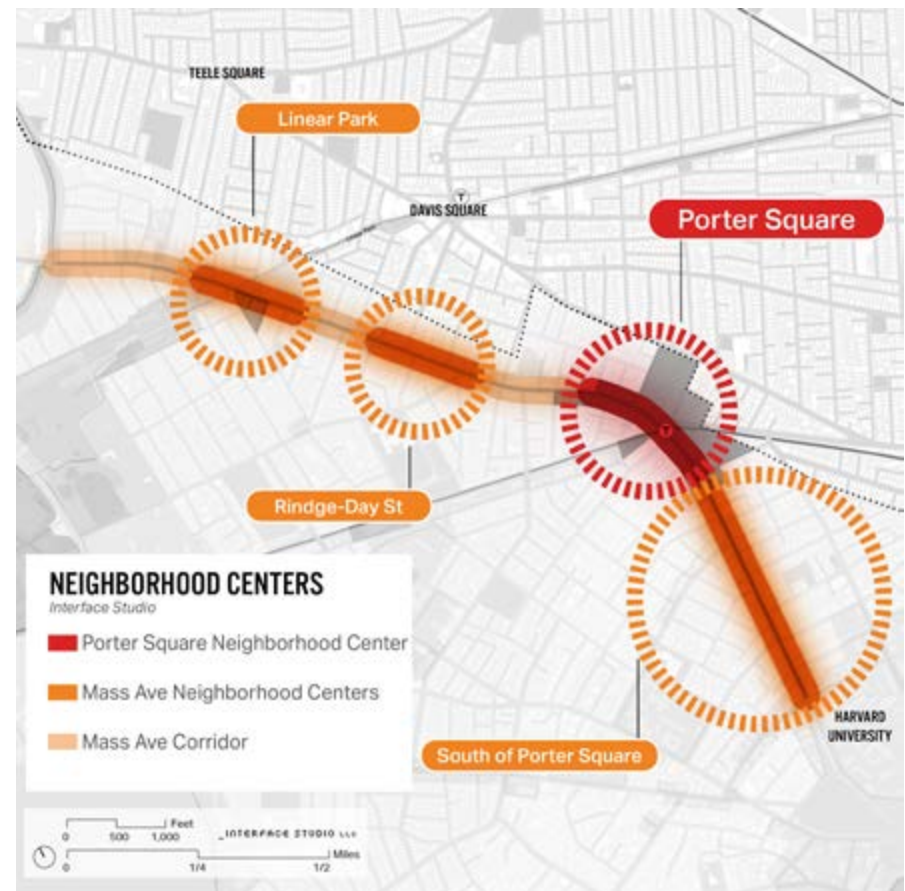 TEELE SQUARE
Linear Park
T
DAVIS SQUARE
Porter Square
T
Rindge-Day St
NEIGHBORHOOD CENTERS
Interface Studio
Porter Square Neighborhood Center
Mass Ave Neighborhood Centers
Mass Ave Corridor
HARVARD
UNIVERSITY
South of Porter Square
Feet
0 500 1,000
_INTERFACE STUDIO LLC
Miles
0 1/4 1/2